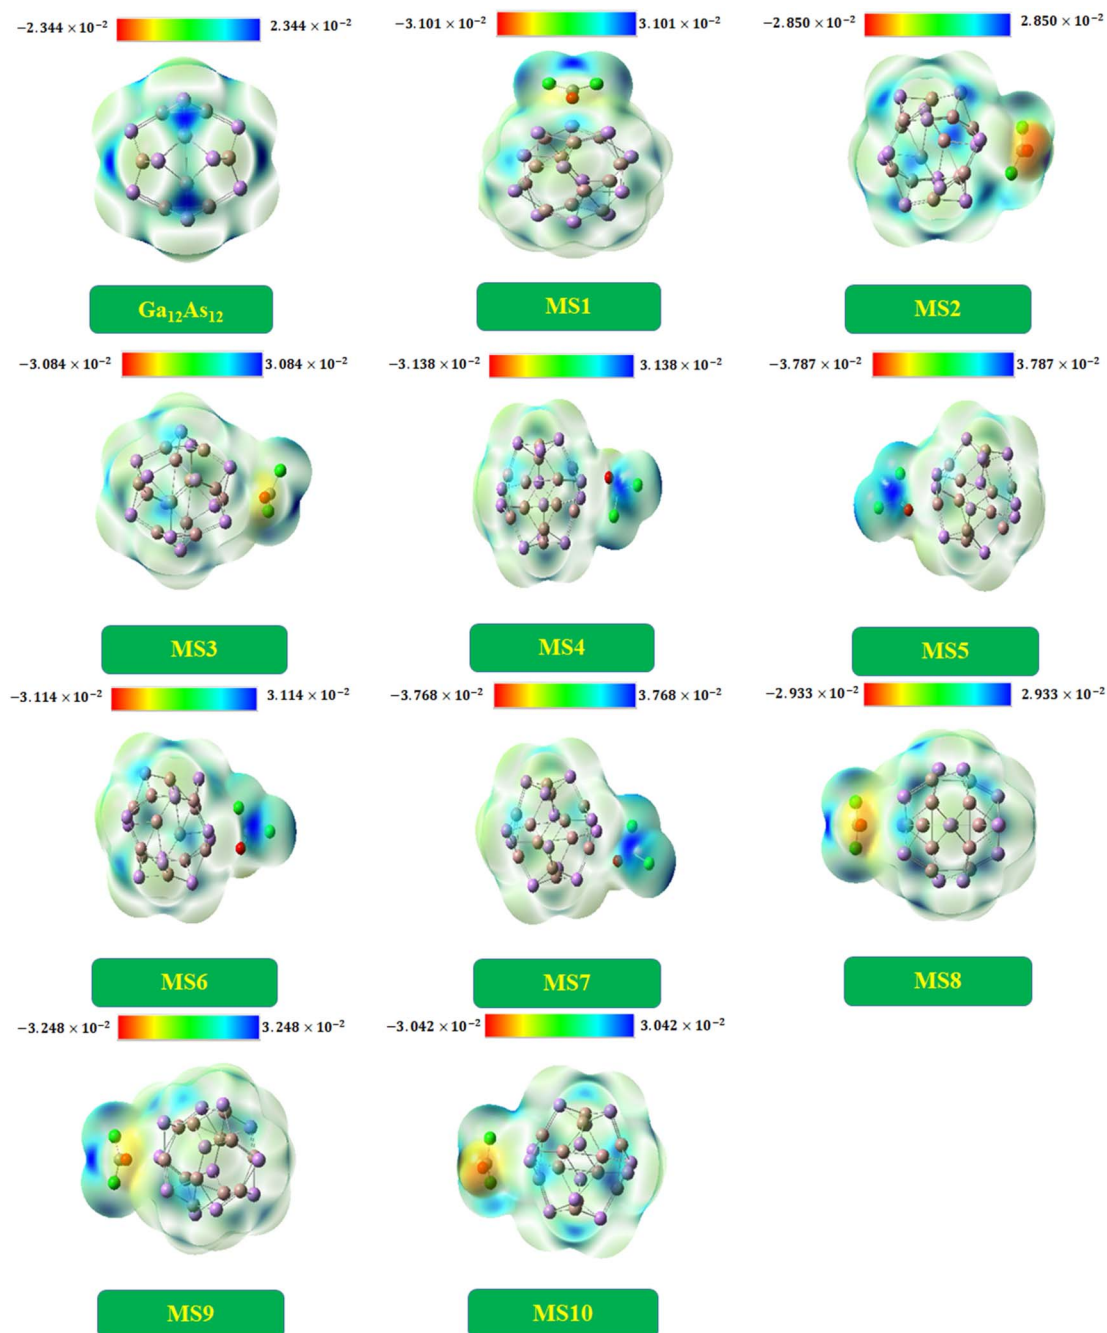 −2.344 × 10⁻² 2.344 × 10⁻²
−3.101 × 10⁻² 3.101 × 10⁻²
−2.850 × 10⁻² 2.850 × 10⁻²
Ga₁₂As₁₂
MS1
MS2
−3.084 × 10⁻² 3.084 × 10⁻²
−3.138 × 10⁻² 3.138 × 10⁻²
−3.787 × 10⁻² 3.787 × 10⁻²
MS3
MS4
MS5
−3.114 × 10⁻² 3.114 × 10⁻²
−3.768 × 10⁻² 3.768 × 10⁻²
−2.933 × 10⁻² 2.933 × 10⁻²
MS6
MS7
MS8
−3.248 × 10⁻² 3.248 × 10⁻²
−3.042 × 10⁻² 3.042 × 10⁻²
MS9
MS10